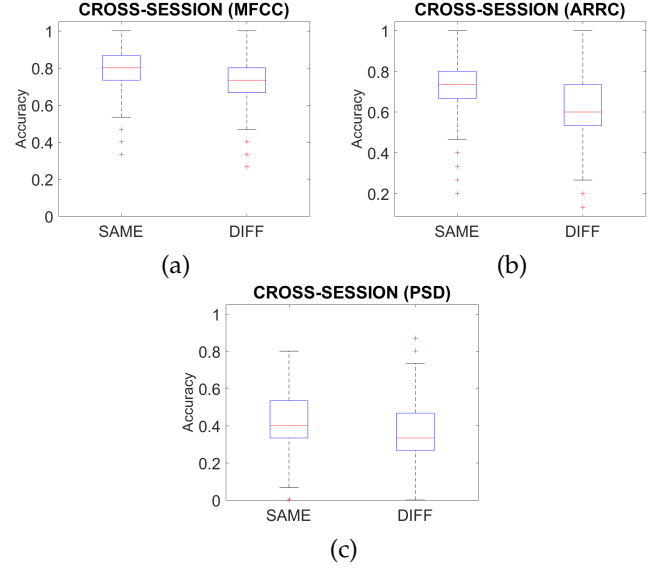 CROSS-SESSION (MFCC)
1
0.8
0.6
0.4
0.2
0
Accuracy
SAME DIFF
(a)
CROSS-SESSION (ARRC)
1
0.8
0.6
0.4
0.2
Accuracy
SAME DIFF
(b)
CROSS-SESSION (PSD)
1
0.8
0.6
0.4
0.2
0
Accuracy
SAME DIFF
(c)